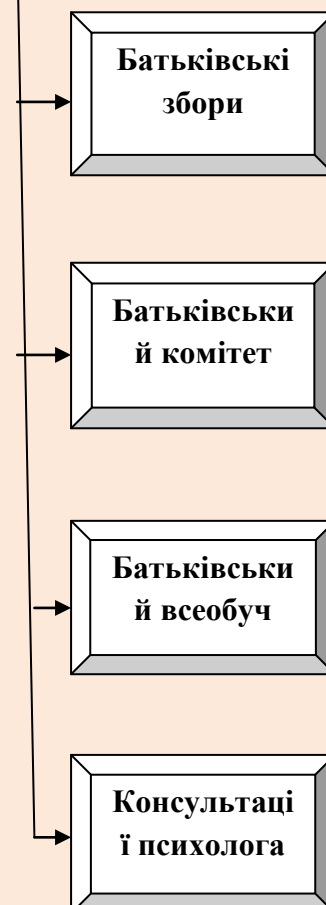 Батьківські
збори
Батьківськи
й комітет
Батьківськи
й всеобуч
Консультаці
ї психолога